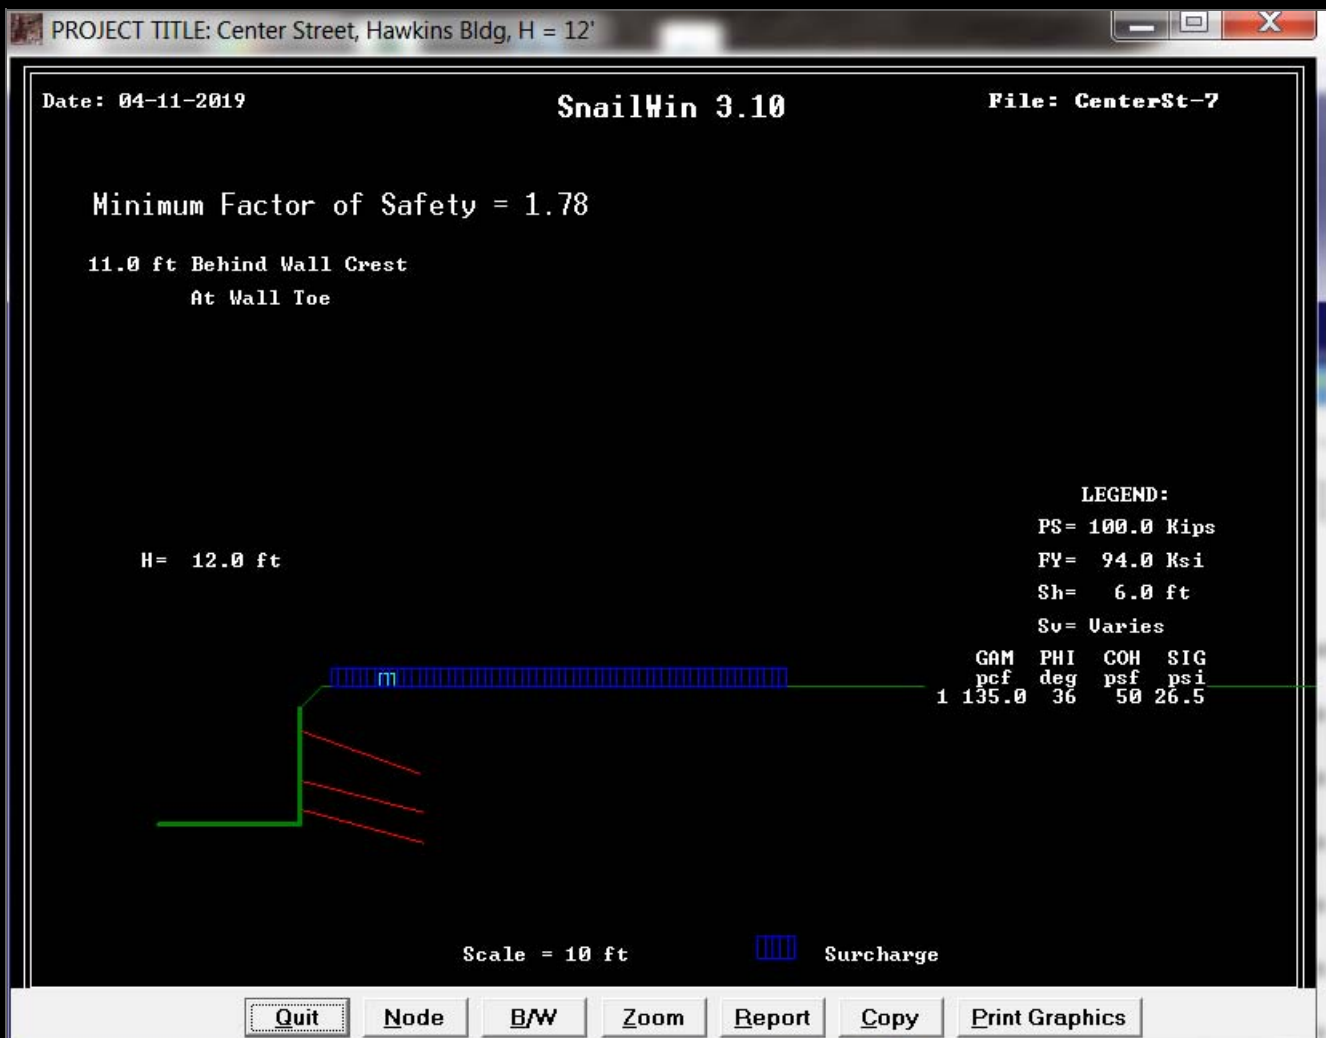 PROJECT TITLE: Center Street, Hawkins Bldg, H = 12'
Date: 04-11-2019
SnailWin 3.10
File: CenterSt-7
Minimum Factor of Safety = 1.78
11.0 ft Behind Wall Crest
At Wall Toe
LEGEND:
PS= 100.0 Kips
H= 12.0 ft
FY= 94.0 Ksi
Sh= 6.0 ft
Sv= Varies
GAM PHI COH SIG
pcf deg psf psi
1 135.0 36 50 26.5
Scale = 10 ft
Surcharge
Quit Node B/W Zoom Report Copy Print Graphics